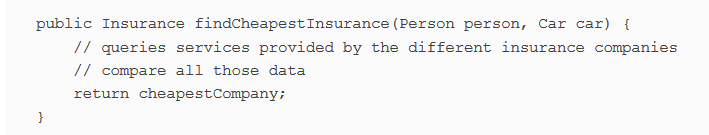 public Insurance findCheapestInsurance(Person person, Car car) {
    // queries services provided by the different insurance companies
    // compare all those data
    return cheapestCompany;
}